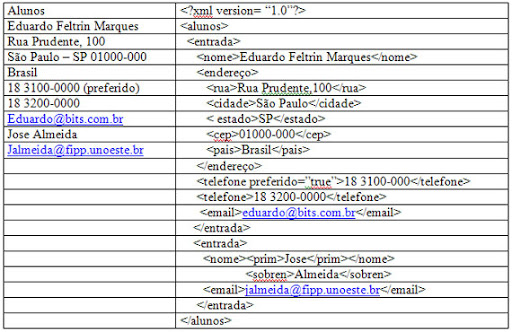 Alunos <?xml version= “1.0”?>
Eduardo Feltrin Marques <alunos>
Rua Prudente, 100 <entrada>
São Paulo – SP 01000-000 <nome>Eduardo Feltrin Marques</nome>
Brasil <endereço>
18 3100-0000 (preferido) <rua>Rua Prudente,100</rua>
18 3200-0000 <cidade>São Paulo</cidade>
Eduardo@bits.com.br < estado>SP</estado>
Jose Almeida <cep>01000-000</cep>
Jalmeida@fipp.unoeste.br <pais>Brasil</pais>
</endereço>
<telefone preferido=”true”>18 3100-000</telefone>
<telefone>18 3200-0000</telefone>
<email>eduardo@bits.com.br</email>
</entrada>
<entrada>
<nome><prim>Jose</prim></nome>
<sobren>Almeida</sobren>
<email>jalmeida@fipp.unoeste.br</email>
</entrada>
</alunos>